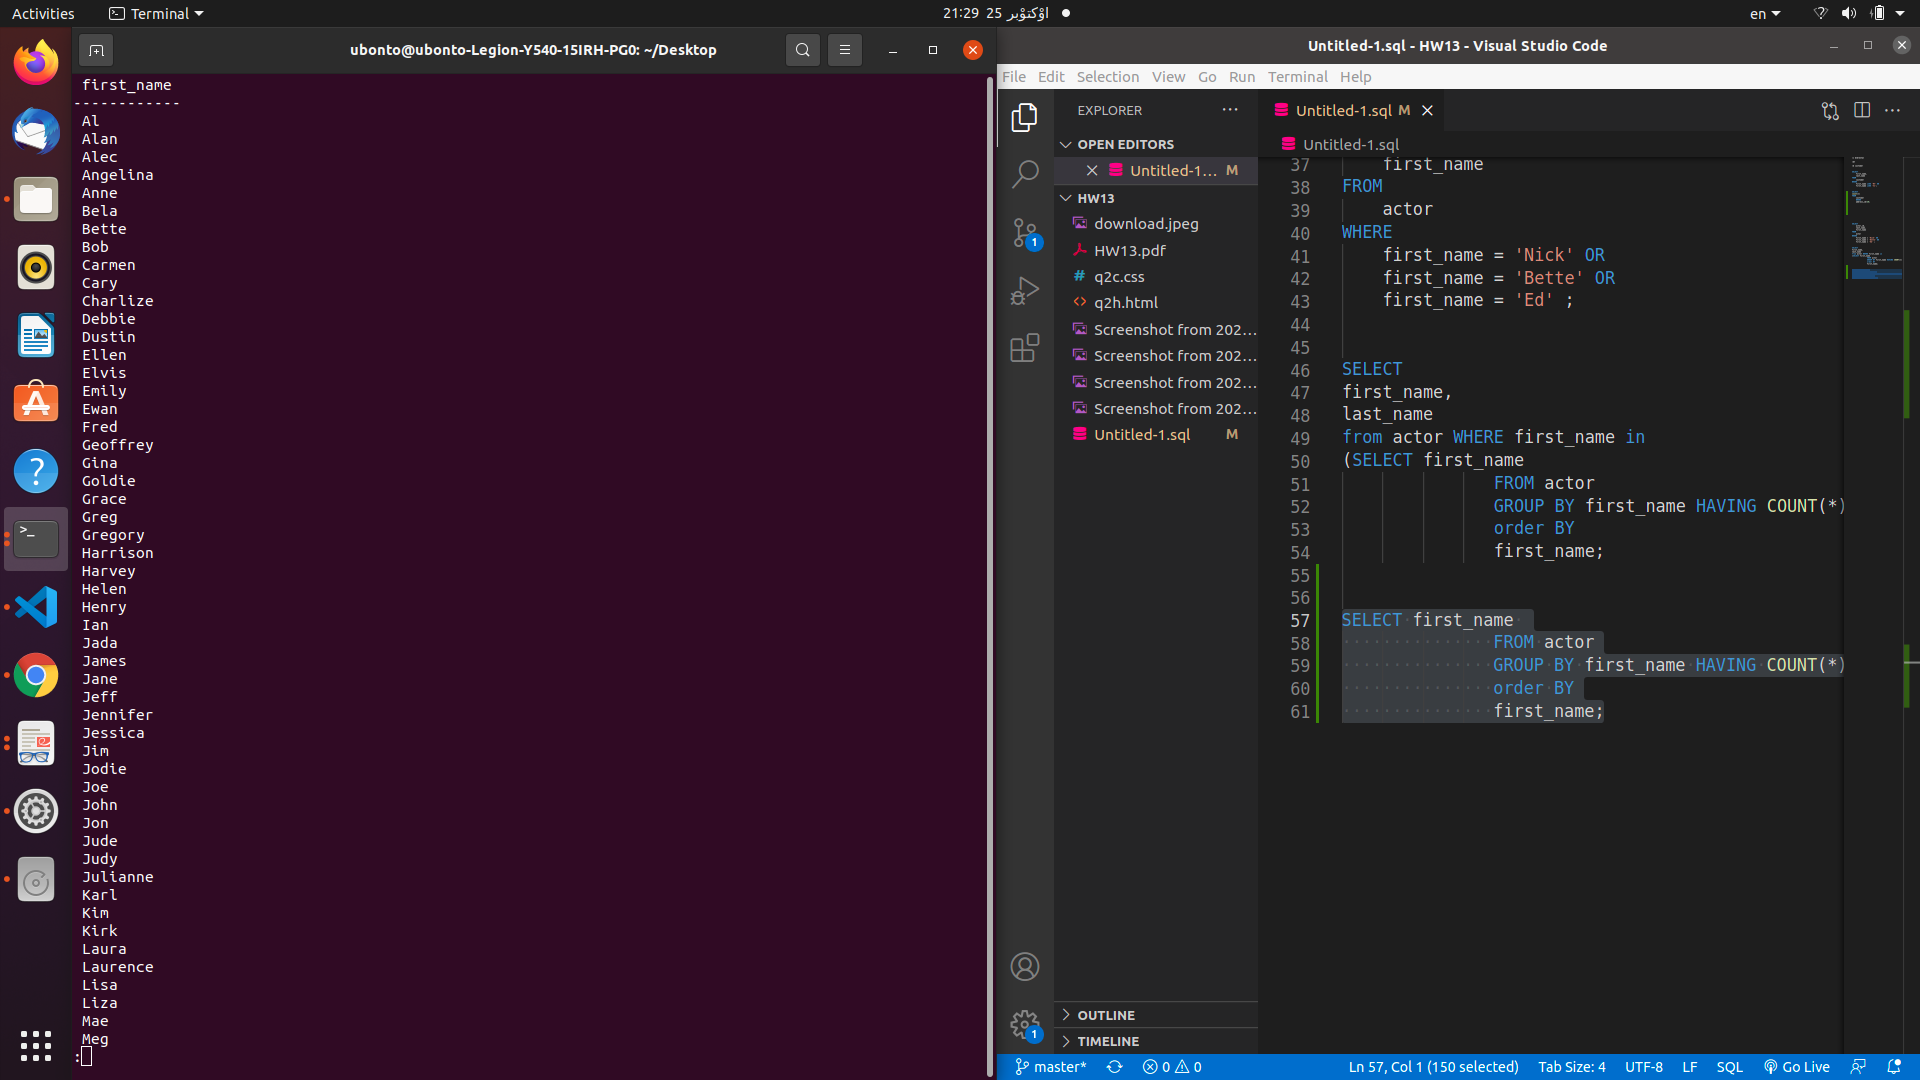 Activities
Terminal
21:29 25 اؤکتوْبر
en
ubonto@ubonto-Legion-Y540-15IRH-PG0: ~/Desktop
first_name
------------
Al
Alan
Alec
Angelina
Anne
Bela
Bette
Bob
Carmen
Cary
Charlize
Debbie
Dustin
Ellen
Elvis
Emily
Ewan
Fred
Geoffrey
Gina
Goldie
Grace
Greg
Gregory
Harrison
Harvey
Helen
Henry
Ian
Jada
James
Jane
Jeff
Jennifer
Jessica
Jim
Jodie
Joe
John
Jon
Jude
Judy
Julianne
Karl
Kim
Kirk
Laura
Laurence
Lisa
Liza
Mae
Meg
:
Untitled-1.sql - HW13 - Visual Studio Code
File Edit Selection View Go Run Terminal Help
EXPLORER
OPEN EDITORS
Untitled-1... M
HW13
download.jpeg
HW13.pdf
# q2c.css
<> q2h.html
Screenshot from 202...
Screenshot from 202...
Screenshot from 202...
Screenshot from 202...
Untitled-1.sql M
OUTLINE
TIMELINE
1
1
Untitled-1.sql M
Untitled-1.sql
37 first_name
38 FROM
39 actor
40 WHERE
41 first_name = 'Nick' OR
42 first_name = 'Bette' OR
43 first_name = 'Ed' ;
44
45
46 SELECT
47 first_name,
48 last_name
49 from actor WHERE first_name in
50 (SELECT first_name
51 FROM actor
52 GROUP BY first_name HAVING COUNT(*)
53 order BY
54 first_name;
55
56
57 SELECT first_name
58 FROM actor
59 GROUP BY first_name HAVING COUNT(*)
60 order BY
61 first_name;
master* 0 0 Ln 57, Col 1 (150 selected) Tab Size: 4 UTF-8 LF SQL Go Live